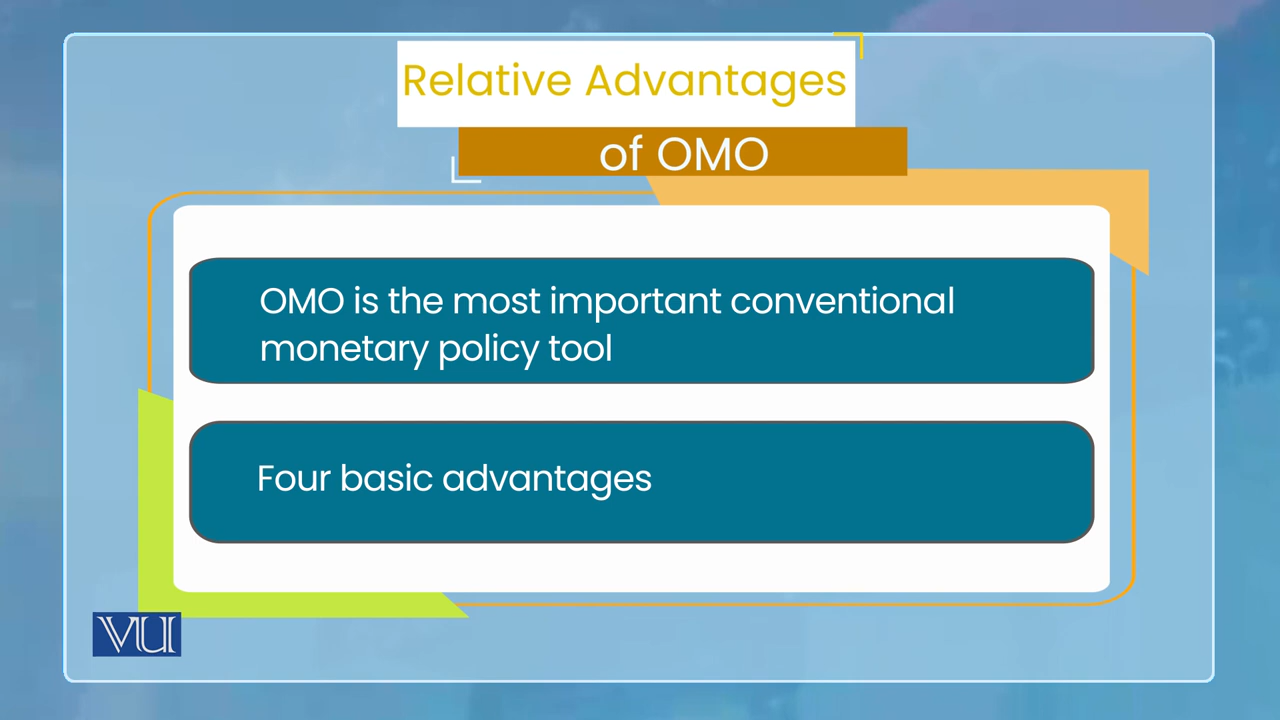 Relative Advantages
of OMO
OMO is the most important conventional
monetary policy tool
Four basic advantages
VU